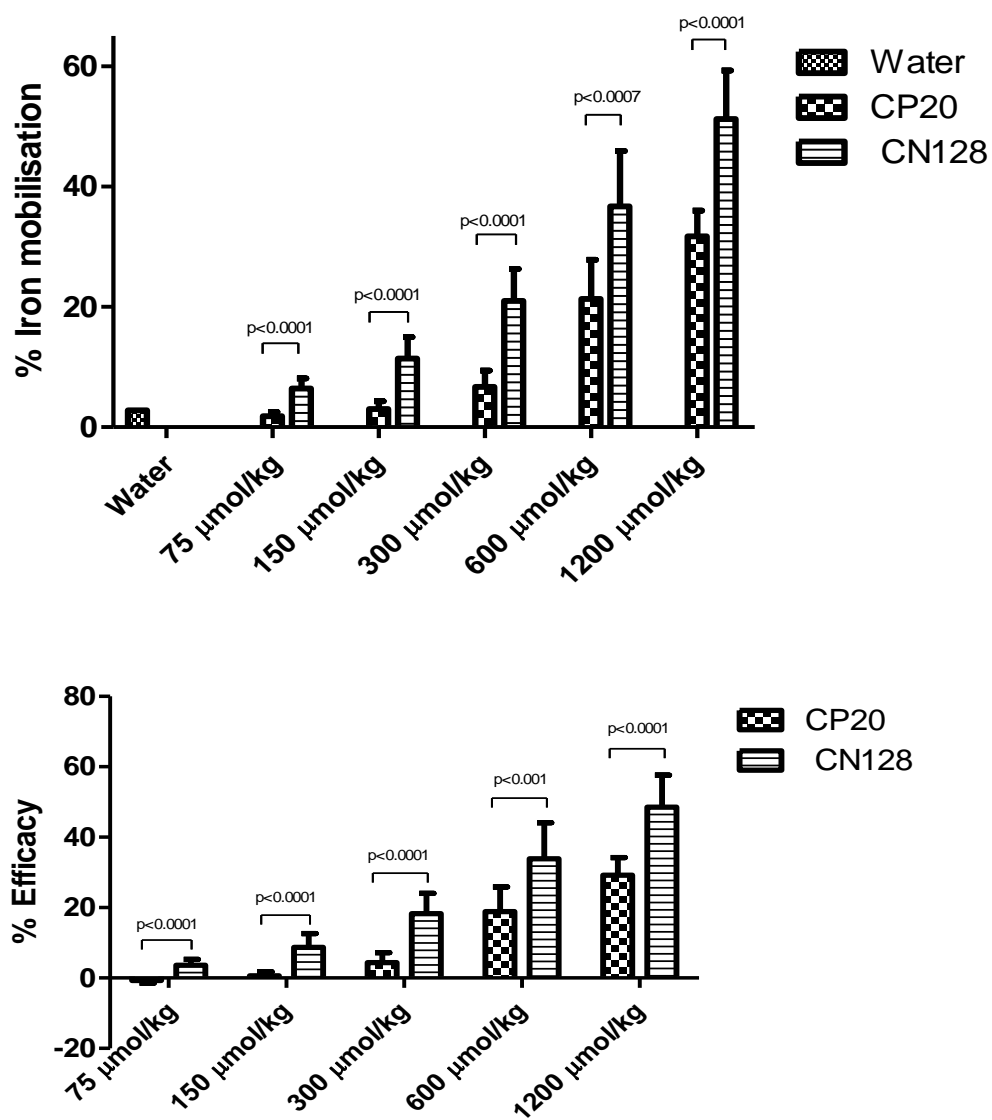 % Iron mobilisation
60
40
20
0
p<0.0001
p<0.0001
p<0.0001
p<0.0007
p<0.0001
Water
CP20
CN128
Water
75 µmol/kg
150 µmol/kg
300 µmol/kg
600 µmol/kg
1200 µmol/kg
% Efficacy
80
60
40
20
0
-20
p<0.0001
p<0.0001
p<0.0001
p<0.001
p<0.0001
CP20
CN128
75 µmol/kg
150 µmol/kg
300 µmol/kg
600 µmol/kg
1200 µmol/kg